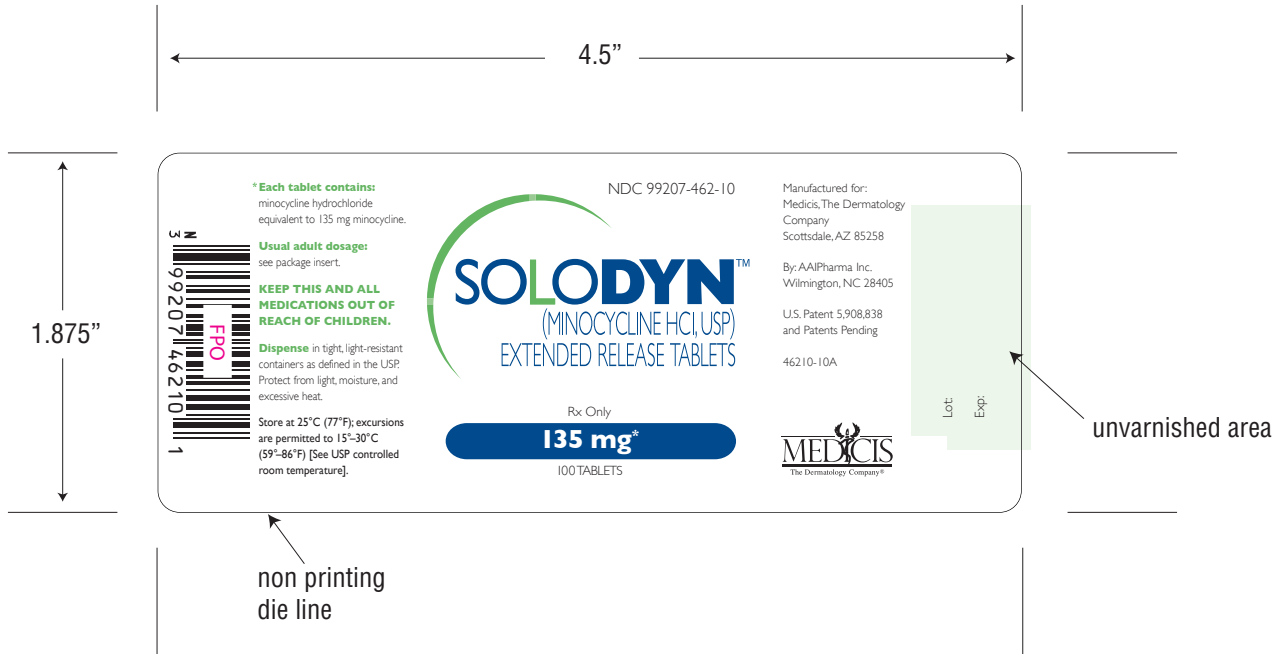 4.5”
1.875”
N
3
99207 46210
1
FPO
*Each tablet contains:
minocycline hydrochloride
equivalent to 135 mg minocycline.
Usual adult dosage:
see package insert.
KEEP THIS AND ALL
MEDICATIONS OUT OF
REACH OF CHILDREN.
Dispense in tight, light-resistant
containers as defined in the USP.
Protect from light, moisture, and
excessive heat.
Store at 25°C (77°F); excursions
are permitted to 15°–30°C
(59°–86°F) [See USP controlled
room temperature].
NDC 99207-462-10
SOLODYN™
(MINOCYCLINE HCl, USP)
EXTENDED RELEASE TABLETS
Rx Only
135 mg*
100 TABLETS
Manufactured for:
Medicis, The Dermatology
Company
Scottsdale, AZ 85258
By: AAIPharma Inc.
Wilmington, NC 28405
U.S. Patent 5,908,838
and Patents Pending
46210-10A
MEDICIS
The Dermatology Company®
Lot:
Exp:
unvarnished area
non printing
die line